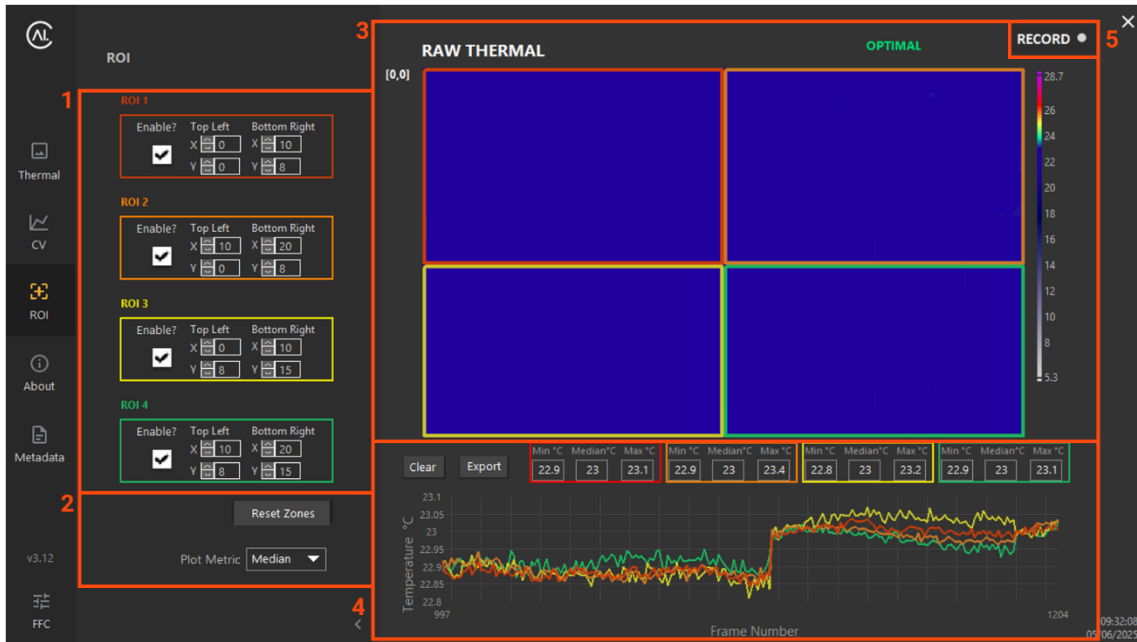 AI.
Thermal
CV
ROI
About
Metadata
v3.12
FFC
ROI
1
ROI 1
Enable? Top Left Bottom Right
X 0 X 10
Y 0 Y 8
ROI 2
Enable? Top Left Bottom Right
X 10 X 20
Y 0 Y 8
ROI 3
Enable? Top Left Bottom Right
X 0 X 10
Y 8 Y 15
ROI 4
Enable? Top Left Bottom Right
X 10 X 20
Y 8 Y 15
2
Reset Zones
Plot Metric Median
3
RAW THERMAL
OPTIMAL
RECORD
5
[0,0]
28.7
26
24
22
20
18
16
14
12
10
8
5.3
4
Clear Export
Min °C Median°C Max °C Min °C Median°C Max °C Min °C Median°C Max °C Min °C Median°C Max °C
22.9 23 23.1 22.9 23 23.4 22.8 23 23.2 22.9 23 23.1
Temperature °C
23.1
23.05
23
22.95
22.9
22.85
22.8
997 1204
Frame Number
09:32:08
05/06/2025